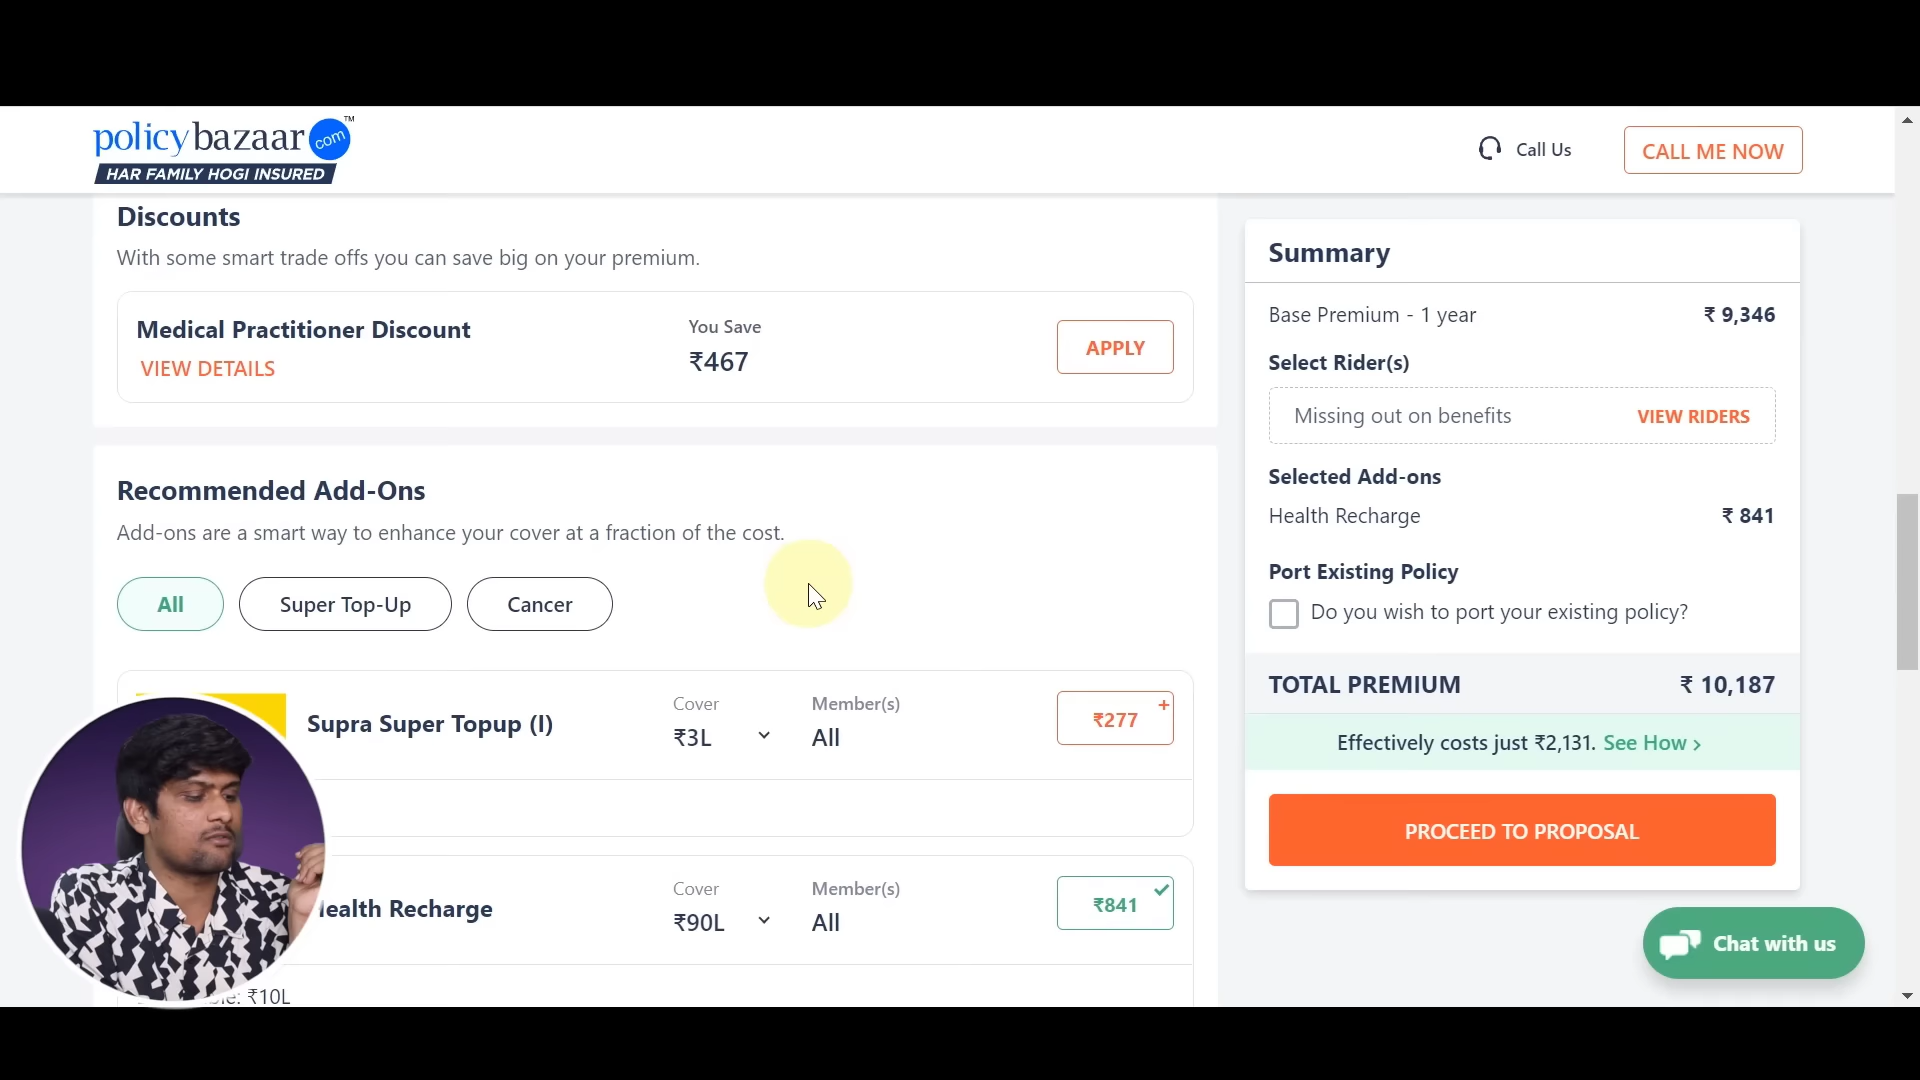 policybazaar com TM
HAR FAMILY HOGI INSURED
Call Us
CALL ME NOW
Discounts
With some smart trade offs you can save big on your premium.
Medical Practitioner Discount
VIEW DETAILS
You Save
₹467
APPLY
Recommended Add-Ons
Add-ons are a smart way to enhance your cover at a fraction of the cost.
All
Super Top-Up
Cancer
Supra Super Topup (I)
Cover
₹3L
Member(s)
All
₹277 +
Health Recharge
Cover
₹90L
Member(s)
All
₹841
₹10L
Summary
Base Premium - 1 year ₹ 9,346
Select Rider(s)
Missing out on benefits VIEW RIDERS
Selected Add-ons
Health Recharge ₹ 841
Port Existing Policy
Do you wish to port your existing policy?
TOTAL PREMIUM ₹ 10,187
Effectively costs just ₹2,131. See How ›
PROCEED TO PROPOSAL
Chat with us